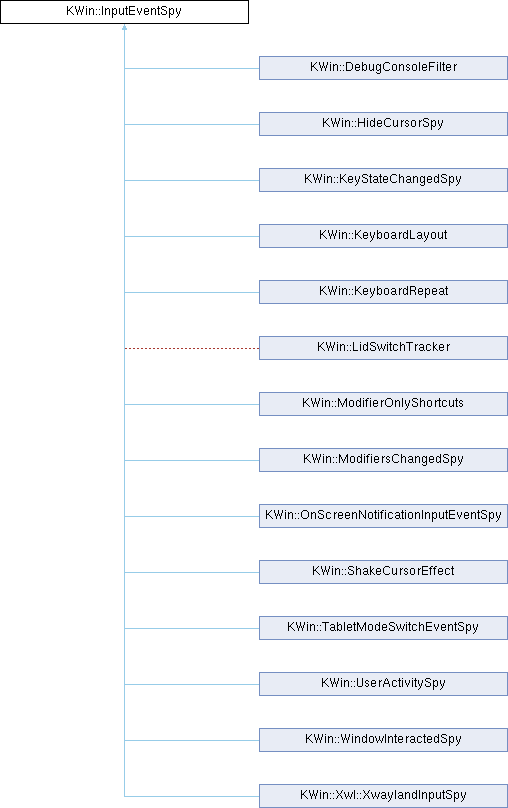 KWin::InputEventSpy
KWin::DebugConsoleFilter
KWin::HideCursorSpy
KWin::KeyStateChangedSpy
KWin::KeyboardLayout
KWin::KeyboardRepeat
KWin::LidSwitchTracker
KWin::ModifierOnlyShortcuts
KWin::ModifiersChangedSpy
KWin::OnScreenNotificationInputEventSpy
KWin::ShakeCursorEffect
KWin::TabletModeSwitchEventSpy
KWin::UserActivitySpy
KWin::WindowInteractedSpy
KWin::Xwl::XwaylandInputSpy